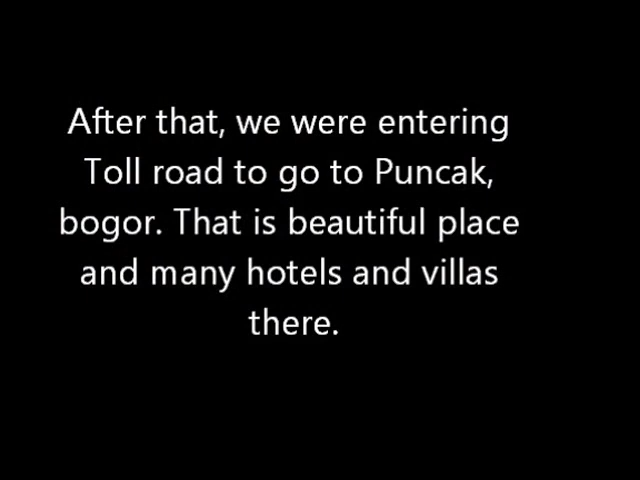 After that, we were entering
Toll road to go to Puncak,
bogor. That is beautiful place
and many hotels and villas
there.